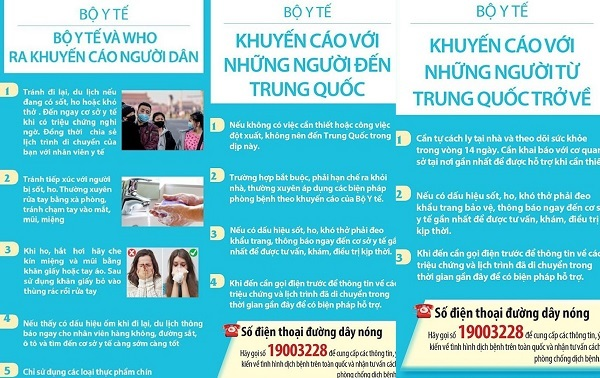 BỘ Y TẾ
BỘ Y TẾ VÀ WHO
RA KHUYẾN CÁO NGƯỜI DÂN
1
Tránh đi lại, du lịch nếu
đang có sốt, ho hoặc khó
thở . Đến ngay cơ sở y tế
khi có triệu chứng nghi
ngờ. Đồng thời chia sẻ
lịch trình di chuyển của
bạn với nhân viên y tế
2
Tránh tiếp xúc với người
bị sốt, ho. Thường xuyên
rửa tay bằng xà phòng,
tránh chạm tay vào mắt,
mũi, miệng
3
Khi ho, hắt hơi hãy che
kín miệng và mũi bằng
khăn giấy hoặc tay áo. Sau
sử dụng khăn giấy bỏ vào
thùng rác rồi rửa tay
4
Nếu thấy có dấu hiệu ốm khi đi lại, du lịch thông
báo ngay cho nhân viên hàng không, đường sắt,
ô tô và tìm đến cơ sở y tế càng sớm càng tốt
5
Chỉ sử dụng các loại thực phẩm chín
BỘ Y TẾ
KHUYẾN CÁO VỚI
NHỮNG NGƯỜI ĐẾN
TRUNG QUỐC
1
Nếu không có việc cần thiết hoặc công việc
đột xuất, không nên đến Trung Quốc trong
dịp này.
2
Trường hợp bắt buộc, phải hạn chế ra khỏi
nhà, thường xuyên áp dụng các biện pháp
phòng bệnh theo khuyến cáo của Bộ Y tế.
3
Nếu có dấu hiệu sốt, ho, khó thở phải đeo
khẩu trang, thông báo ngay đến cơ sở y tế gần
nhất để được tư vấn, khám, điều trị kịp thời.
4
Khi đến cần gọi điện trước để thông tin về các
triệu chứng và lịch trình đã di chuyển trong
thời gian gần đây để có biện pháp hỗ trợ.
Số điện thoại đường dây nóng
Hãy gọi số 19003228 để cung cấp các thông tin, ý
kiến về tình hình dịch bệnh trên toàn quốc và nhận tư vấn cách
phòng chống dịch bệnh.
BỘ Y TẾ
KHUYẾN CÁO VỚI
NHỮNG NGƯỜI TỪ
TRUNG QUỐC TRỞ VỀ
1
Cần tự cách ly tại nhà và theo dõi sức khỏe
trong vòng 14 ngày. Cần khai báo với cơ quan
sở tại nơi gần nhất để được hỗ trợ khi cần thiết
2
Nếu có dấu hiệu sốt, ho, khó thở phải đeo
khẩu trang bảo vệ, thông báo ngay đến cơ sở
y tế gần nhất để được tư vấn, khám, điều trị
kịp thời.
3
Khi đến cần gọi điện trước để thông tin về các
triệu chứng và lịch trình đã di chuyển trong
thời gian gần đây để có biện pháp hỗ trợ.
Số điện thoại đường dây nóng
Hãy gọi số 19003228 để cung cấp các thông tin, ý
kiến về tình hình dịch bệnh trên toàn quốc và nhận tư vấn cách
phòng chống dịch bệnh.